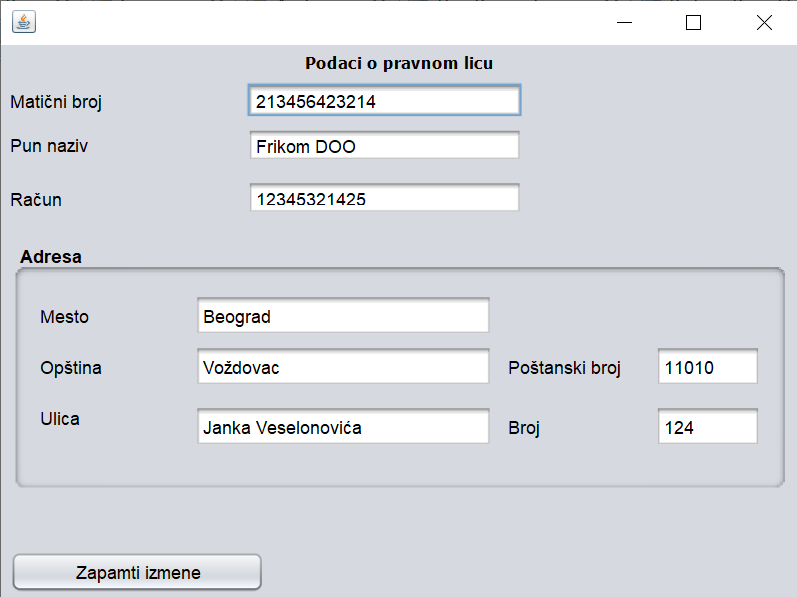 Podaci o pravnom licu
Matični broj 213456423214
Pun naziv Frikom DOO
Račun 12345321425
Adresa
Mesto Beograd
Opština Voždovac Poštanski broj 11010
Ulica Janka Veselonovića Broj 124
Zapamti izmene